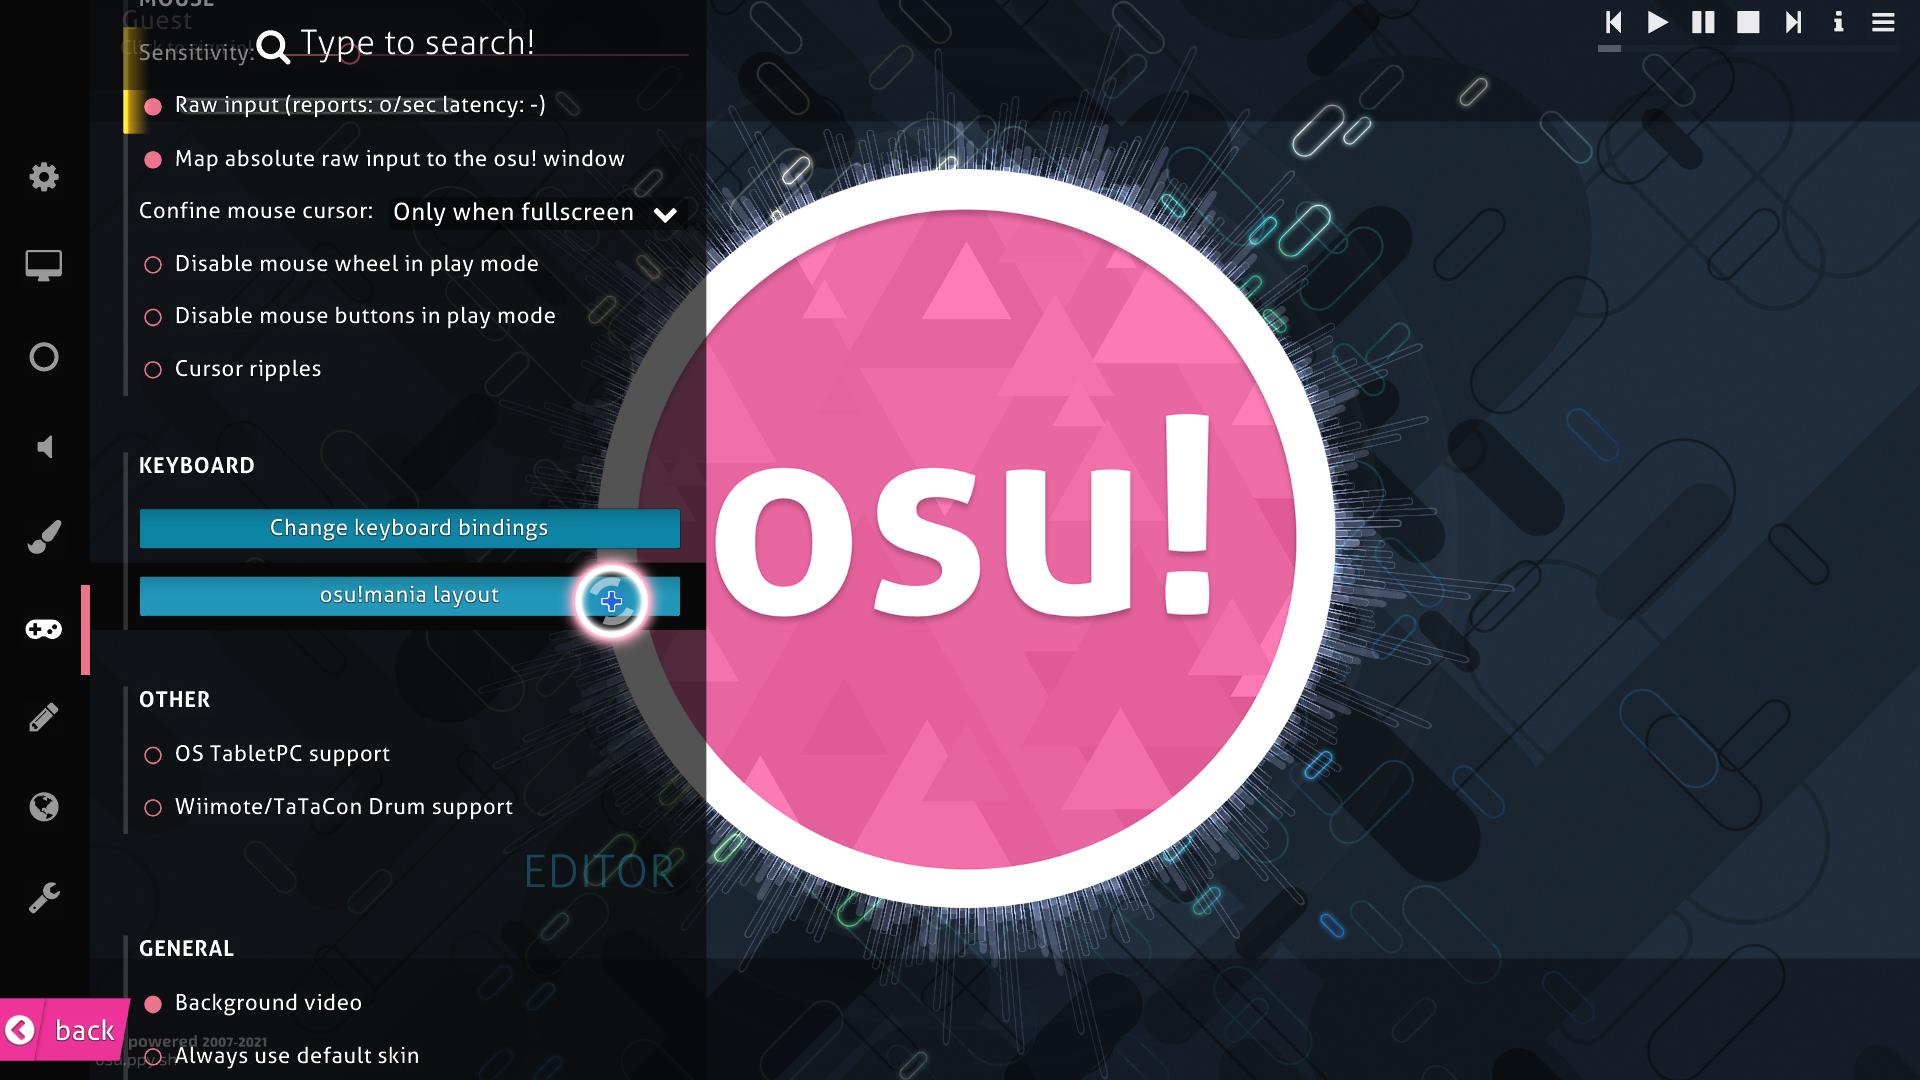 MOUSE
Guest
Sensitivity:
Type to search!
Raw input (reports: 0/sec latency: -)
Map absolute raw input to the osu! window
Confine mouse cursor: Only when fullscreen
Disable mouse wheel in play mode
Disable mouse buttons in play mode
Cursor ripples
KEYBOARD
Change keyboard bindings
osu!mania layout
OTHER
OS TabletPC support
Wiimote/TaTaCon Drum support
EDITOR
GENERAL
Background video
back
powered 2007-2021
Always use default skin
osu!